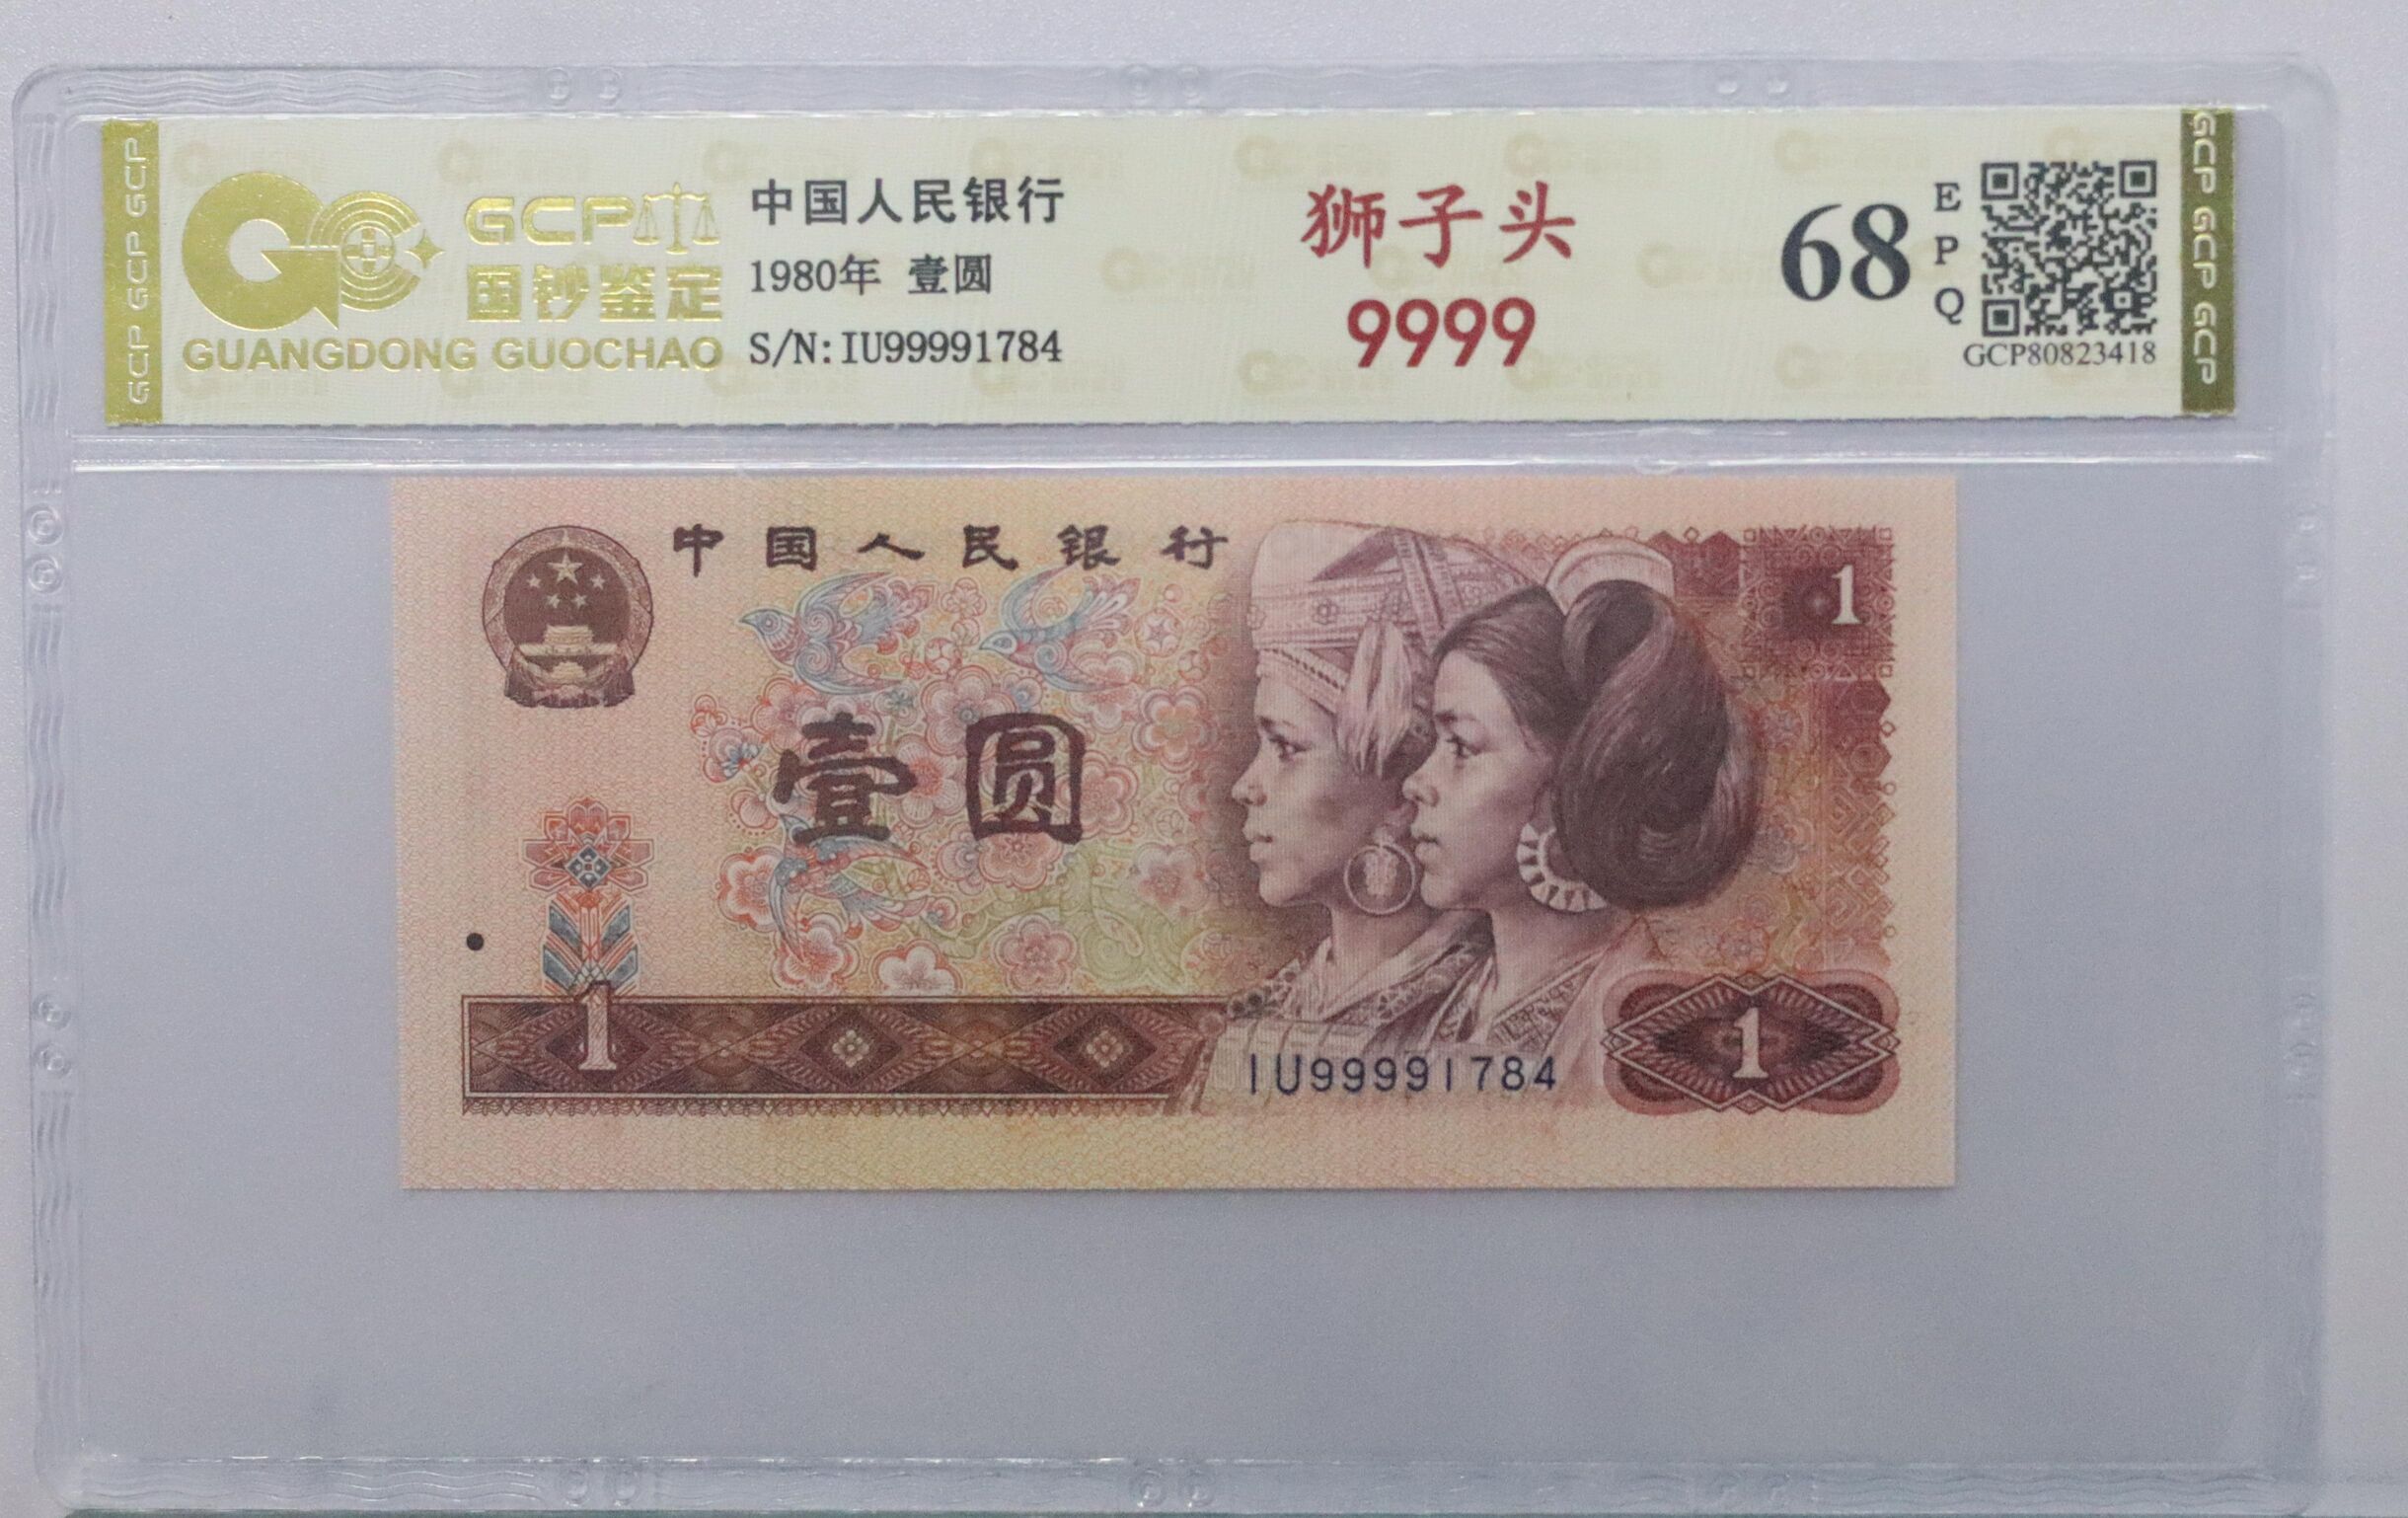 GCP GCP GCP
GCP
国钞鉴定
GUANGDONG GUOCHAO
中国人民银行
1980年 壹圆
S/N:IU99991784
狮子头
9999
68
EPQ
GCP80823418
GCP GCP GCP
中国人民银行
1
壹圆
1
IU99991784
1